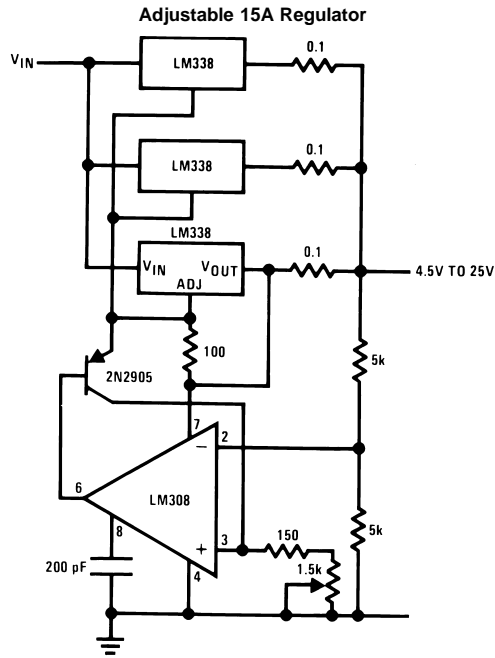 Adjustable 15A Regulator
VIN
LM338
0.1
LM338
0.1
LM338
VIN
VOUT
ADJ
0.1
4.5V TO 25V
100
5k
2N2905
7
2
−
6
LM308
8
+
3
150
5k
1.5k
200 pF
4